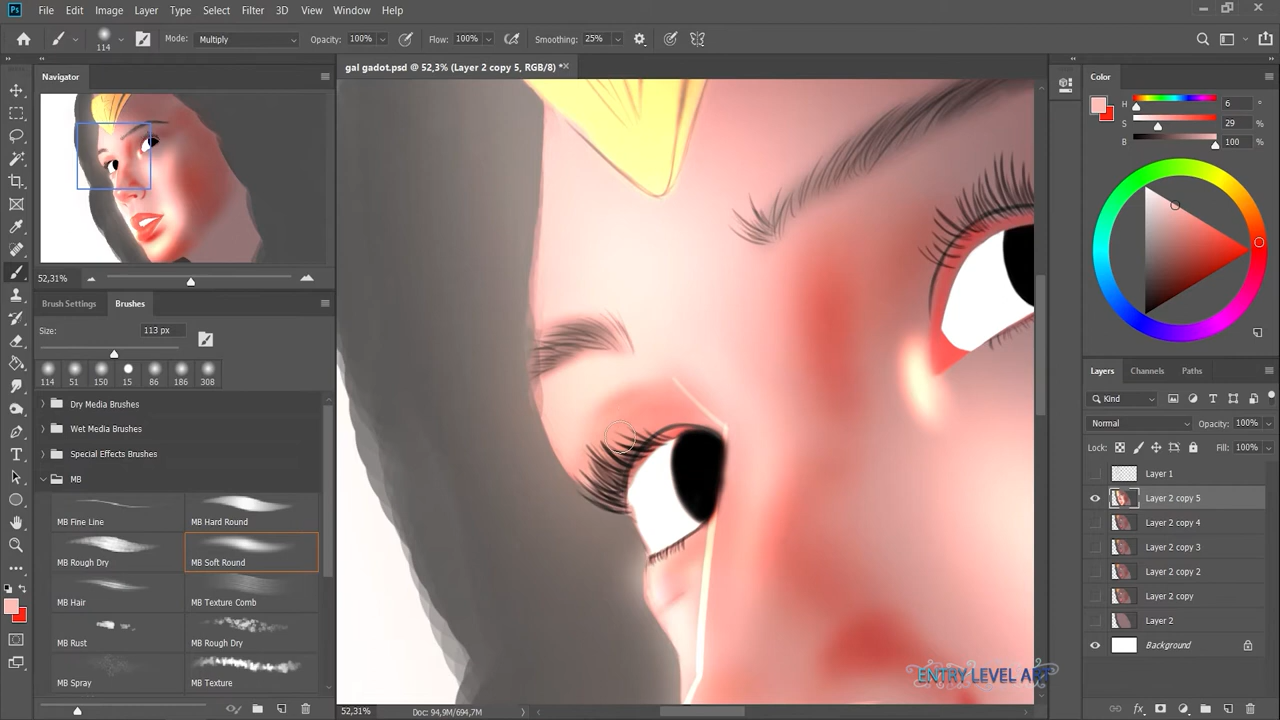 Ps File Edit Image Layer Type Select Filter 3D View Window Help
114 Mode: Multiply Opacity: 100% Flow: 100% Smoothing: 25%
Navigator
gal gadot.psd @ 52,3% (Layer 2 copy 5, RGB/8) *
52,31%
Brush Settings Brushes
Size: 113 px
114 51 150 15 86 186 308
Dry Media Brushes
Wet Media Brushes
Special Effects Brushes
MB
MB Fine Line MB Hard Round
MB Rough Dry MB Soft Round
MB Hair MB Texture Comb
MB Rust MB Rough Dry
MB Spray MB Texture
ENTRY LEVEL ART
52,31% Doc: 94,9M/694,7M
Color
H 6
S 29 %
B 100 %
Layers Channels Paths
Kind
Normal Opacity: 100%
Lock: Fill: 100%
Layer 1
Layer 2 copy 5
Layer 2 copy 4
Layer 2 copy 3
Layer 2 copy 2
Layer 2 copy
Layer 2
Background